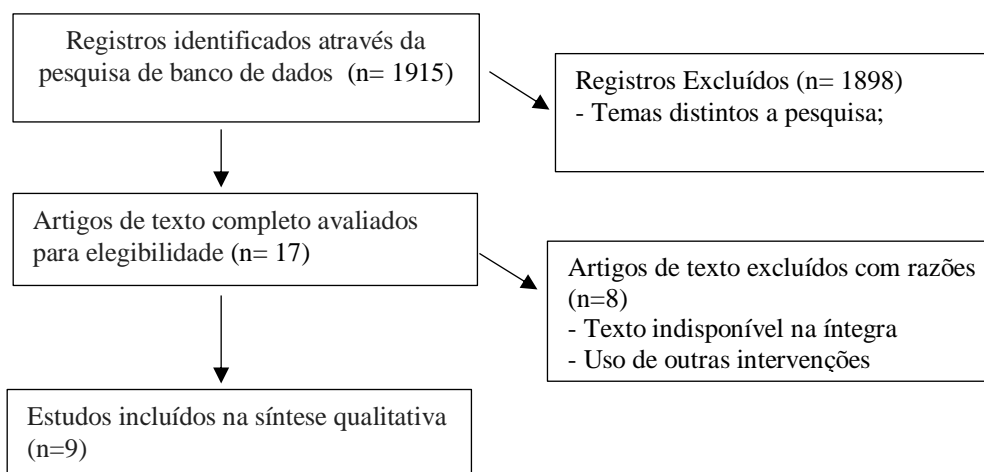 Registros identificados através da
pesquisa de banco de dados (n= 1915)
Registros Excluídos (n= 1898)
- Temas distintos a pesquisa;
Artigos de texto completo avaliados
para elegibilidade (n= 17)
Artigos de texto excluídos com razões
(n=8)
- Texto indisponível na íntegra
- Uso de outras intervenções
Estudos incluídos na síntese qualitativa
(n=9)